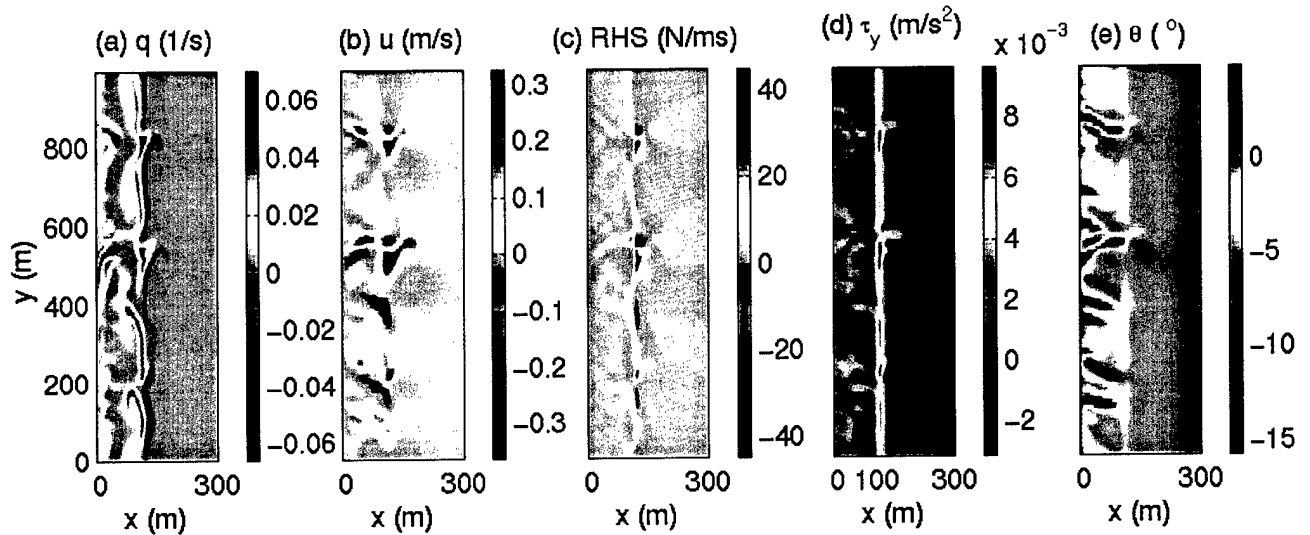 (a) q (1/s)
(b) u (m/s)
(c) RHS (N/ms)
(d) τy (m/s2)
x 10−3
(e) θ ( o)
y (m)
800
600
400
200
0
0 300
x (m)
0.06
0.04
0.02
0
−0.02
−0.04
−0.06
0 300
x (m)
0.3
0.2
0.1
0
−0.1
−0.2
−0.3
0 300
x (m)
40
20
0
−20
−40
0 100 300
x (m)
8
6
4
2
0
−2
0 300
x (m)
0
−5
−10
−15